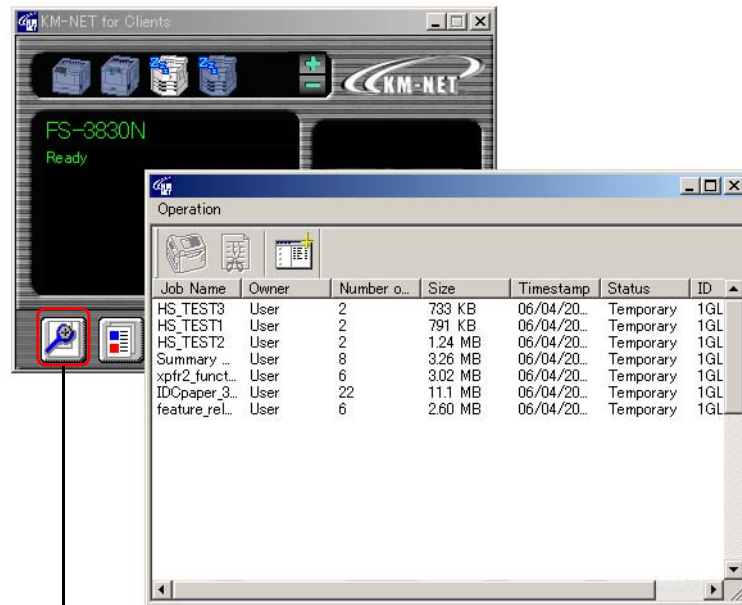 KM-NET for Clients
KM-NET
FS-3830N
Ready
Operation
Job Name Owner Number o... Size Timestamp Status ID
HS_TEST3 User 2 733 KB 06/04/20... Temporary 1GL
HS_TEST1 User 2 791 KB 06/04/20... Temporary 1GL
HS_TEST2 User 2 1.24 MB 06/04/20... Temporary 1GL
Summary ... User 8 3.26 MB 06/04/20... Temporary 1GL
xpfr2_funct... User 6 3.02 MB 06/04/20... Temporary 1GL
IDCpaper_3... User 22 11.1 MB 06/04/20... Temporary 1GL
feature_rel... User 6 2.60 MB 06/04/20... Temporary 1GL